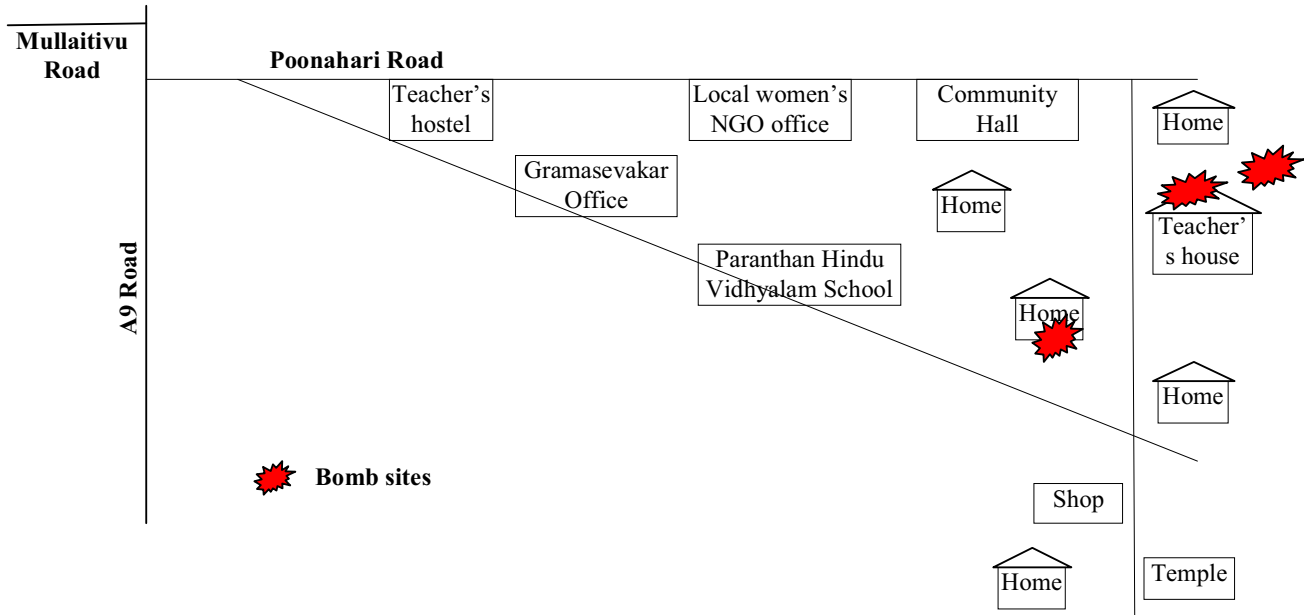 Mullaitivu
Road
Poonahari Road
Teacher’s
hostel
Local women’s
NGO office
Community
Hall
Home
Gramasevakar
Office
Home
Teacher’
s house
A9 Road
Paranthan Hindu
Vidhyalam School
Home
Home
Bomb sites
Shop
Home
Temple